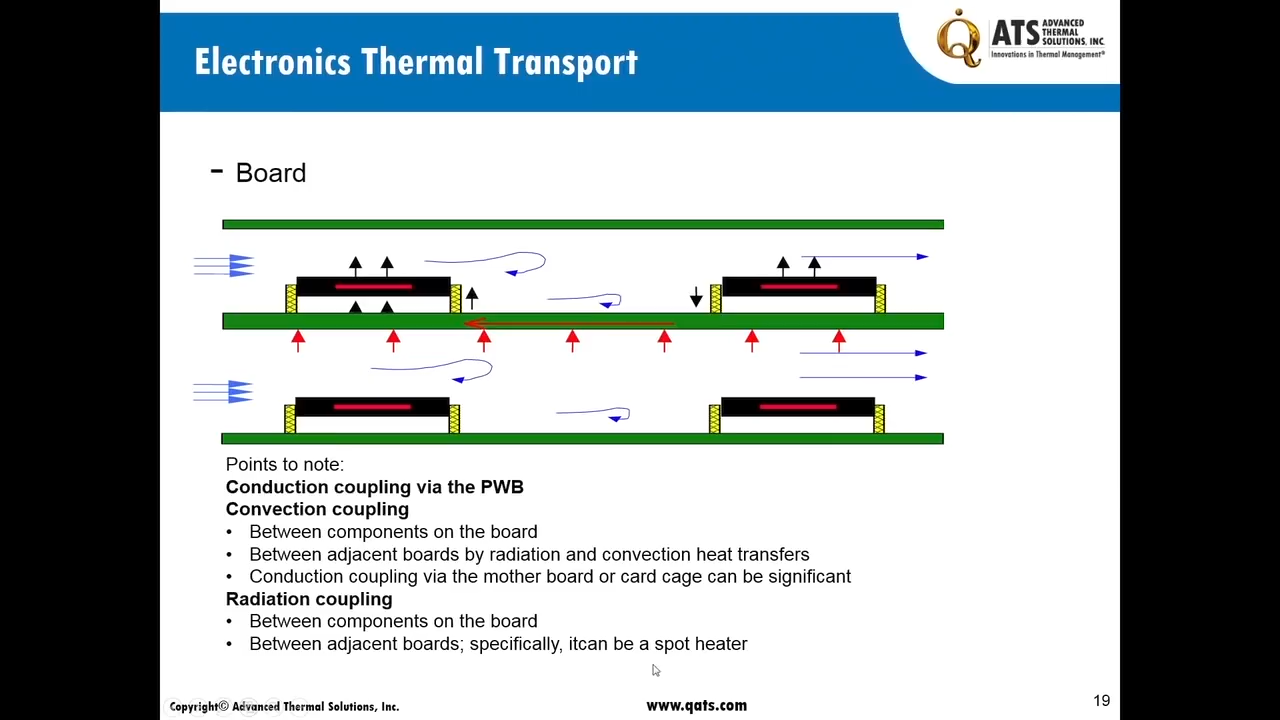 Electronics Thermal Transport
ATS ADVANCED THERMAL SOLUTIONS, INC.
Innovations in Thermal Management®
- Board
Points to note:
Conduction coupling via the PWB
Convection coupling
• Between components on the board
• Between adjacent boards by radiation and convection heat transfers
• Conduction coupling via the mother board or card cage can be significant
Radiation coupling
• Between components on the board
• Between adjacent boards; specifically, itcan be a spot heater
Copyright© Advanced Thermal Solutions, Inc.
www.qats.com
19